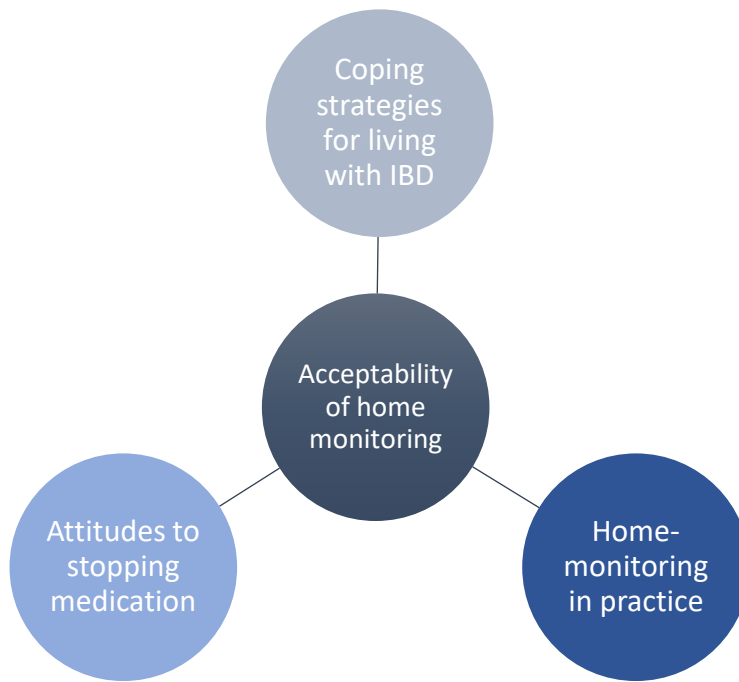 Coping
strategies
for living
with IBD
Acceptability
of home
monitoring
Attitudes to
stopping
medication
Home-
monitoring
in practice